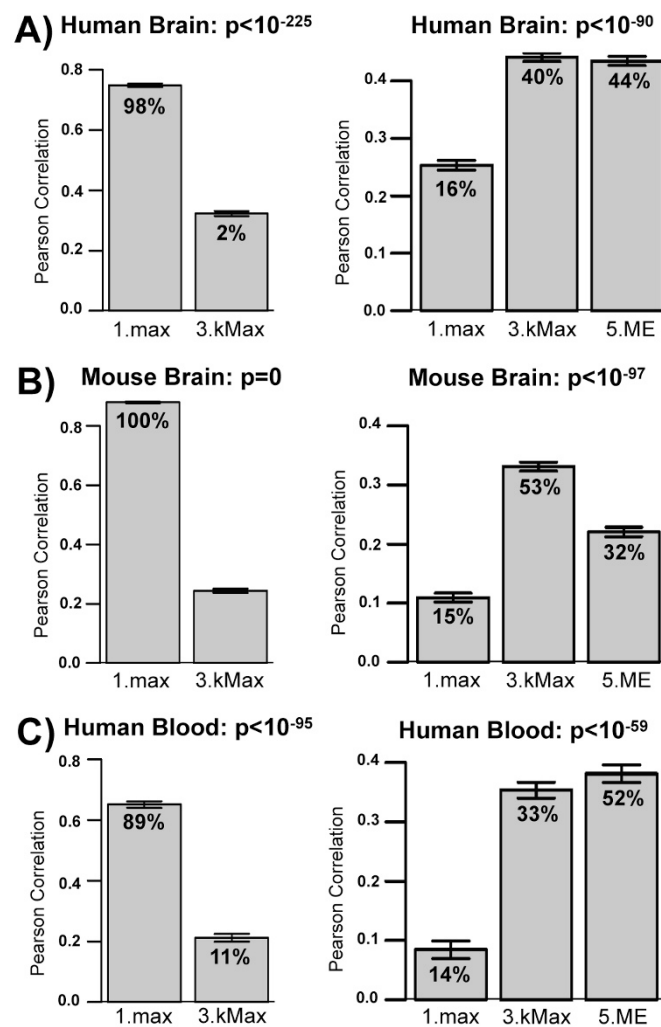 A) Human Brain: p<10-225
Human Brain: p<10-90
Pearson Correlation
0.8
0.6
0.4
0.2
0.0
98%
2%
1.max 3.kMax
Pearson Correlation
0.4
0.3
0.2
0.1
0.0
16%
40%
44%
1.max 3.kMax 5.ME
B) Mouse Brain: p=0
Mouse Brain: p<10-97
Pearson Correlation
0.8
0.6
0.4
0.2
0.0
100%
1.max 3.kMax
Pearson Correlation
0.4
0.3
0.2
0.1
0.0
15%
53%
32%
1.max 3.kMax 5.ME
C) Human Blood: p<10-95
Human Blood: p<10-59
Pearson Correlation
0.8
0.6
0.4
0.2
0.0
89%
11%
1.max 3.kMax
Pearson Correlation
0.4
0.3
0.2
0.1
0.0
14%
33%
52%
1.max 3.kMax 5.ME